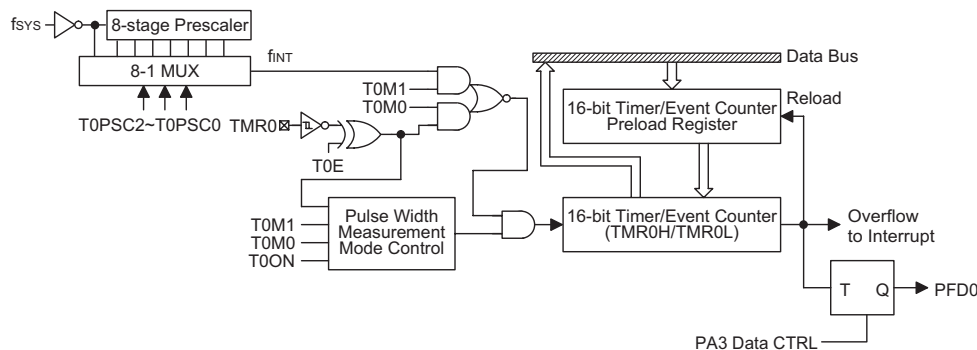 fSYS
8-stage Prescaler
8-1 MUX
fINT
T0PSC2~T0PSC0
TMR0
T0E
T0M1
T0M0
T0M1
T0M0
T0ON
Pulse Width
Measurement
Mode Control
Data Bus
16-bit Timer/Event Counter
Preload Register
Reload
16-bit Timer/Event Counter
(TMR0H/TMR0L)
Overflow
to Interrupt
T Q
PFD0
PA3 Data CTRL